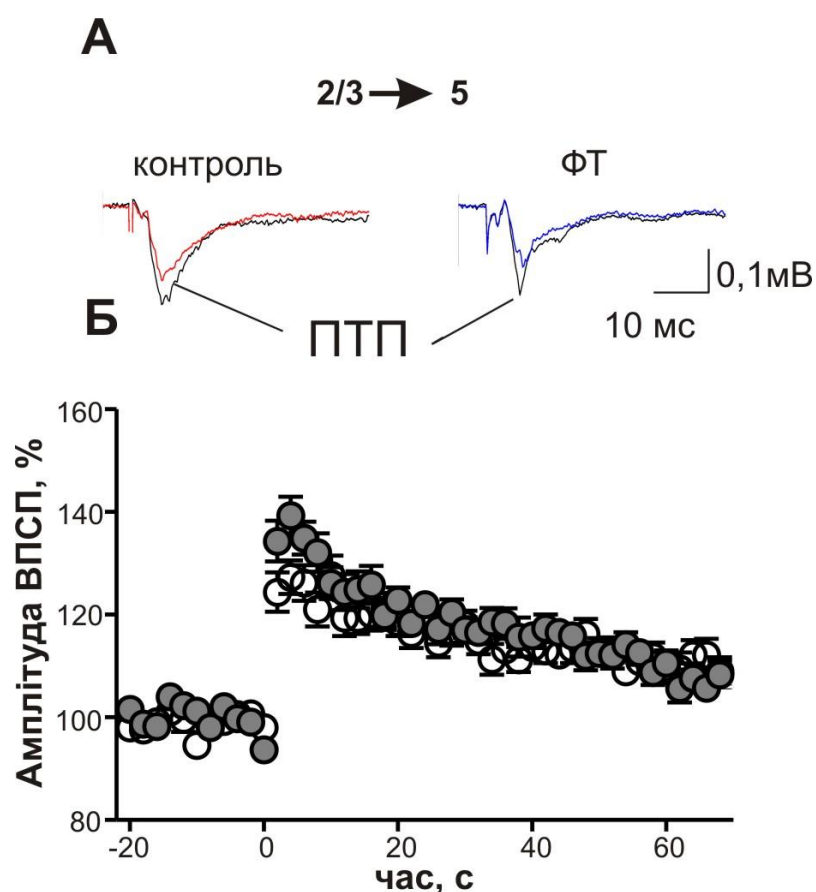 А
2/3 5
контроль ФТ
0,1мВ
10 мс
ПТП
Б
Амплітуда ВПСП, %
160
140
120
100
80
-20 0 20 40 60
час, с